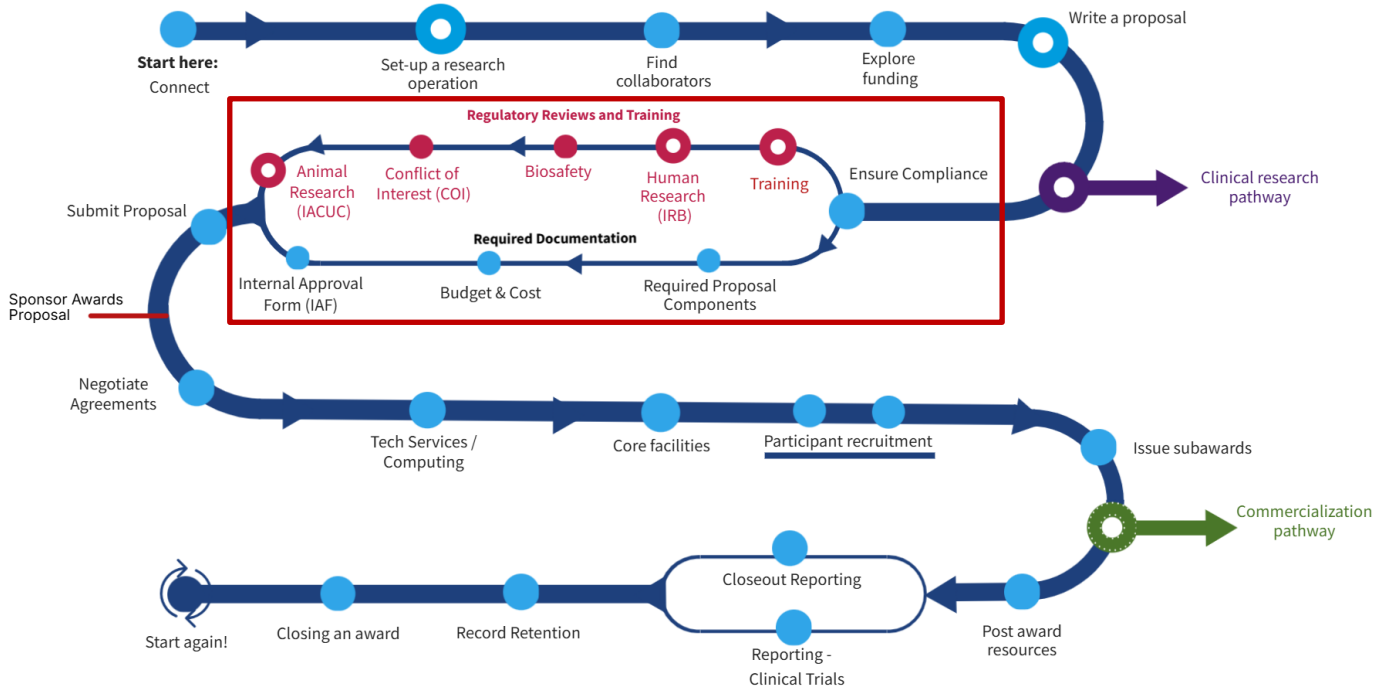 Start here:
Connect
Set-up a research
operation
Find
collaborators
Explore
funding
Write a proposal
Clinical research
pathway
Ensure Compliance
Regulatory Reviews and Training
Training
Human
Research
(IRB)
Biosafety
Conflict of
Interest (COI)
Animal
Research
(IACUC)
Required Documentation
Required Proposal
Components
Budget & Cost
Internal Approval
Form (IAF)
Submit Proposal
Sponsor Awards
Proposal
Negotiate
Agreements
Tech Services /
Computing
Core facilities
Participant recruitment
Issue subawards
Commercialization
pathway
Post award
resources
Closeout Reporting
Reporting -
Clinical Trials
Record Retention
Closing an award
Start again!